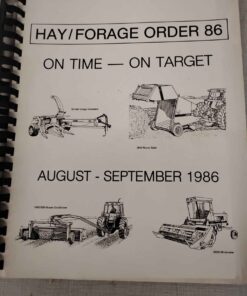 HAY/FORAGE ORDER 86
ON TIME — ON TARGET
AUGUST - SEPTEMBER 1986